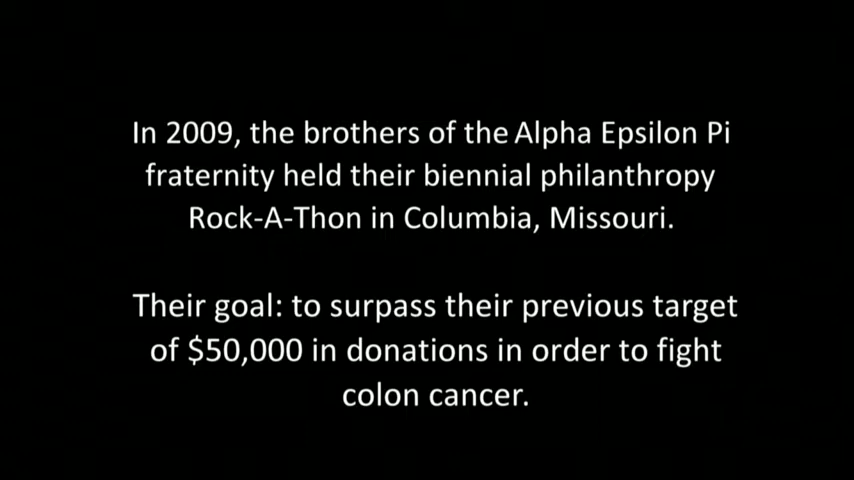 In 2009, the brothers of the Alpha Epsilon Pi
fraternity held their biennial philanthropy
Rock-A-Thon in Columbia, Missouri.
Their goal: to surpass their previous target
of $50,000 in donations in order to fight
colon cancer.